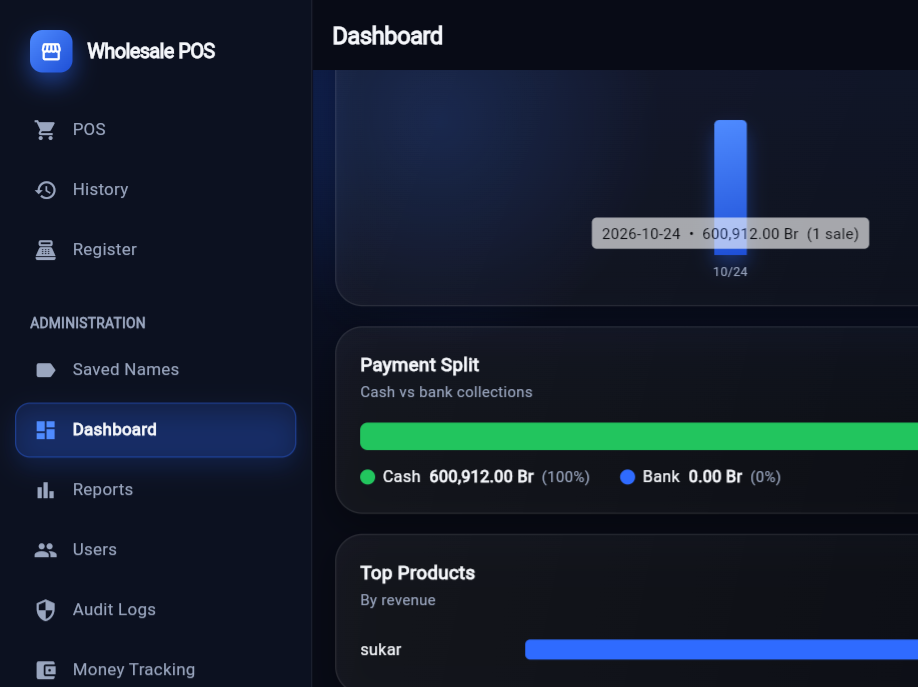 Wholesale POS
POS
History
Register
ADMINISTRATION
Saved Names
Dashboard
Reports
Users
Audit Logs
Money Tracking
Dashboard
2026-10-24 • 600,912.00 Br (1 sale)
10/24
Payment Split
Cash vs bank collections
Cash 600,912.00 Br (100%) Bank 0.00 Br (0%)
Top Products
By revenue
sukar